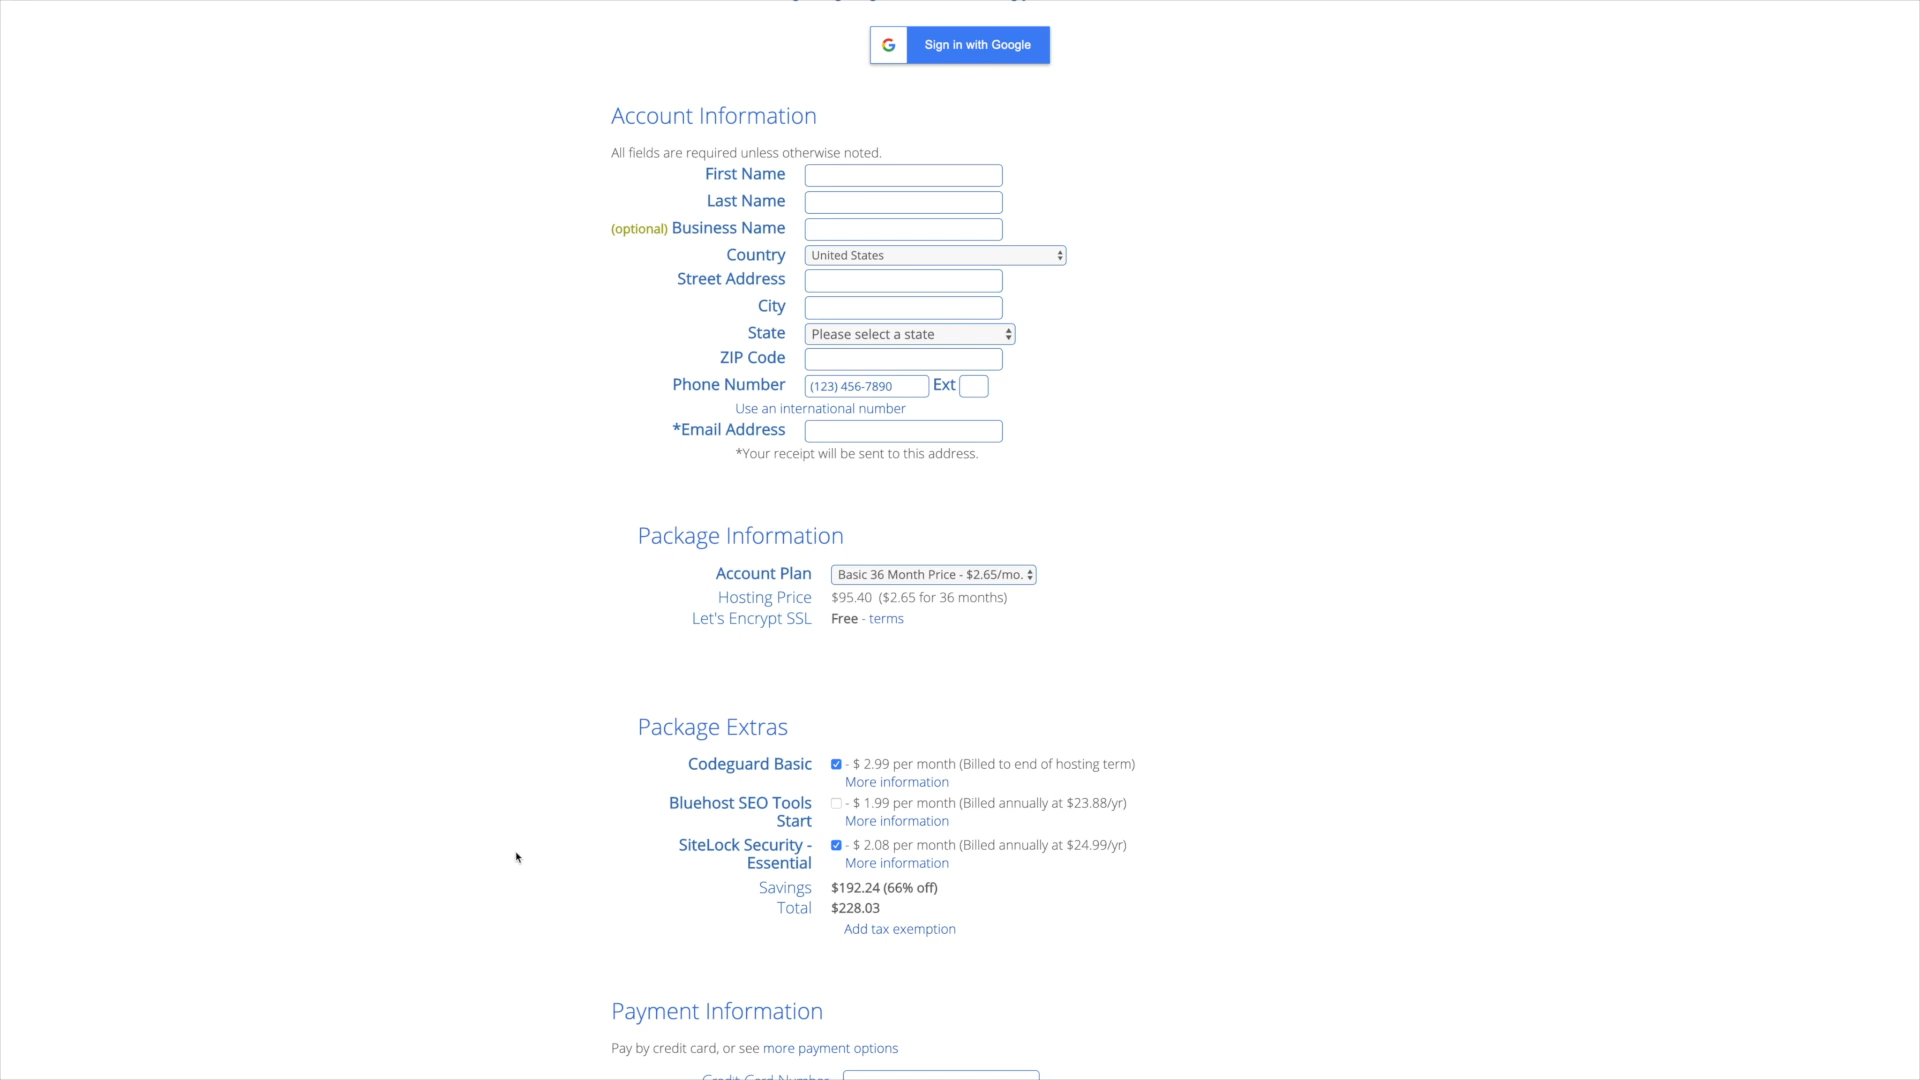 Sign in with Google
Account Information
All fields are required unless otherwise noted.
First Name
Last Name
(optional) Business Name
Country United States
Street Address
City
State Please select a state
ZIP Code
Phone Number (123) 456-7890 Ext
Use an international number
*Email Address
*Your receipt will be sent to this address.
Package Information
Account Plan Basic 36 Month Price - $2.65/mo.
Hosting Price $95.40 ($2.65 for 36 months)
Let's Encrypt SSL Free - terms
Package Extras
Codeguard Basic - $ 2.99 per month (Billed to end of hosting term)
More information
Bluehost SEO Tools - $ 1.99 per month (Billed annually at $23.88/yr)
Start More information
SiteLock Security - - $ 2.08 per month (Billed annually at $24.99/yr)
Essential More information
Savings $192.24 (66% off)
Total $228.03
Add tax exemption
Payment Information
Pay by credit card, or see more payment options
Credit Card Number